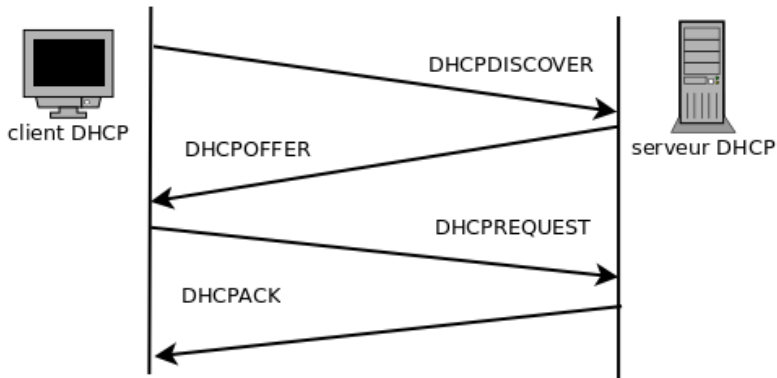 DHCPDISCOVER
client DHCP
serveur DHCP
DHCPOFFER
DHCPREQUEST
DHCPACK